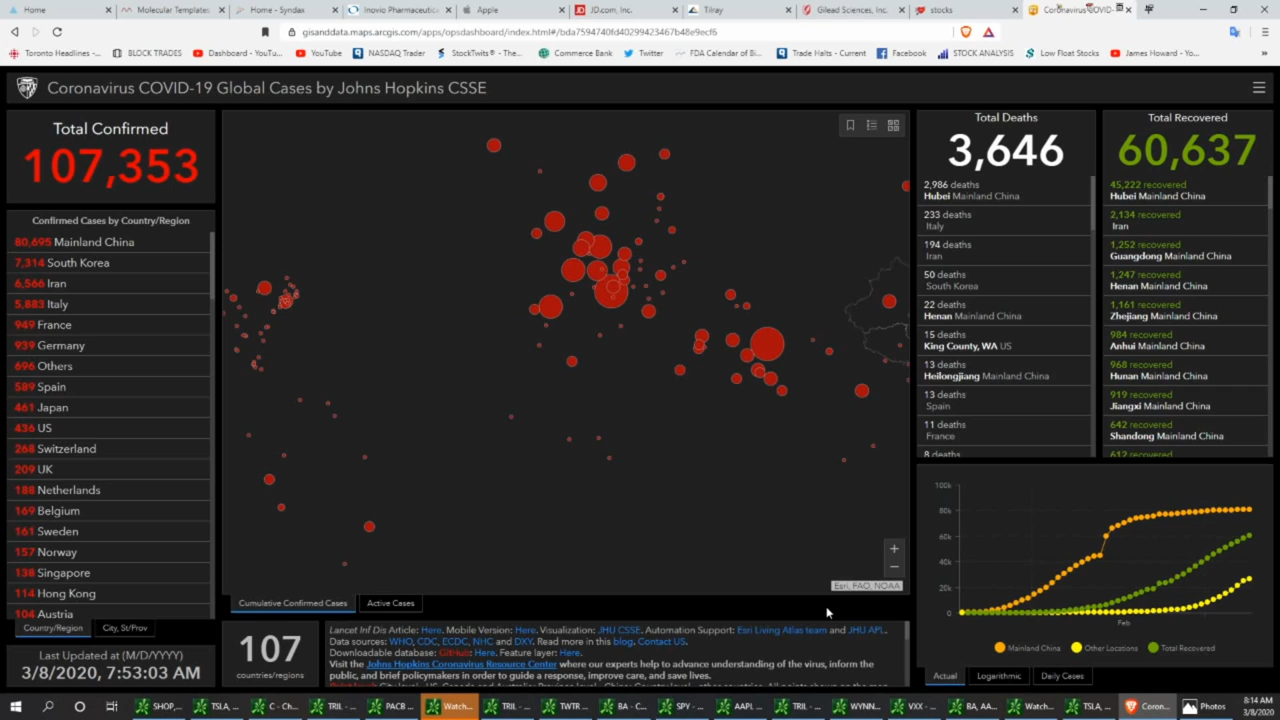 Home
Molecular Templates
Home - Syndax
Inovio Pharmaceutic
Apple
JD.com, Inc.
Tilray
Gilead Sciences, Inc.
stocks
Coronavirus COVID-
gisanddata.maps.arcgis.com/apps/opsdashboard/index.html#/bda7594740fd40299423467b48e9ecf6
Toronto Headlines -...
BLOCK TRADES
Dashboard - YouTu...
YouTube
NASDAQ Trader
StockTwits® - The...
Commerce Bank
Twitter
FDA Calendar of Bi...
Trade Halts - Current
Facebook
STOCK ANALYSIS
Low Float Stocks
James Howard - Yo...
Coronavirus COVID-19 Global Cases by Johns Hopkins CSSE
Total Confirmed
107,353
Confirmed Cases by Country/Region
80,695 Mainland China
7,314 South Korea
6,566 Iran
5,883 Italy
949 France
939 Germany
696 Others
589 Spain
461 Japan
436 US
268 Switzerland
209 UK
188 Netherlands
169 Belgium
161 Sweden
157 Norway
138 Singapore
114 Hong Kong
104 Austria
Country/Region
City, St/Prov
Last Updated at (M/D/YYYY)
3/8/2020, 7:53:03 AM
+
−
Esri, FAO, NOAA
Cumulative Confirmed Cases
Active Cases
107
countries/regions
Lancet Inf Dis Article: Here. Mobile Version: Here. Visualization: JHU CSSE. Automation Support: Esri Living Atlas team and JHU APL.
Data sources: WHO, CDC, ECDC, NHC and DXY. Read more in this blog. Contact US.
Downloadable database: GitHub: Here. Feature layer: Here.
Visit the Johns Hopkins Coronavirus Resource Center where our experts help to advance understanding of the virus, inform the
public, and brief policymakers in order to guide a response, improve care, and save lives.
Total Deaths
3,646
2,986 deaths
Hubei Mainland China
233 deaths
Italy
194 deaths
Iran
50 deaths
South Korea
22 deaths
Henan Mainland China
15 deaths
King County, WA US
13 deaths
Heilongjiang Mainland China
13 deaths
Spain
11 deaths
France
8 deaths
Total Recovered
60,637
45,222 recovered
Hubei Mainland China
2,134 recovered
Iran
1,252 recovered
Guangdong Mainland China
1,247 recovered
Henan Mainland China
1,161 recovered
Zhejiang Mainland China
984 recovered
Anhui Mainland China
968 recovered
Hunan Mainland China
919 recovered
Jiangxi Mainland China
642 recovered
Shandong Mainland China
612 recovered
100k
80k
60k
40k
20k
0
Feb
Mainland China
Other Locations
Total Recovered
Actual
Logarithmic
Daily Cases
SHOP,...
TSLA, ...
C - Ch...
TRIL -...
PACB ...
Watch...
TRIL -...
TWTR ...
BA - C...
SPY - ...
AAPL ...
TRIL -...
WYNN...
VXX -...
BA, AA...
Watch...
TSLA, ...
Coron...
Photos
8:14 AM
3/8/2020